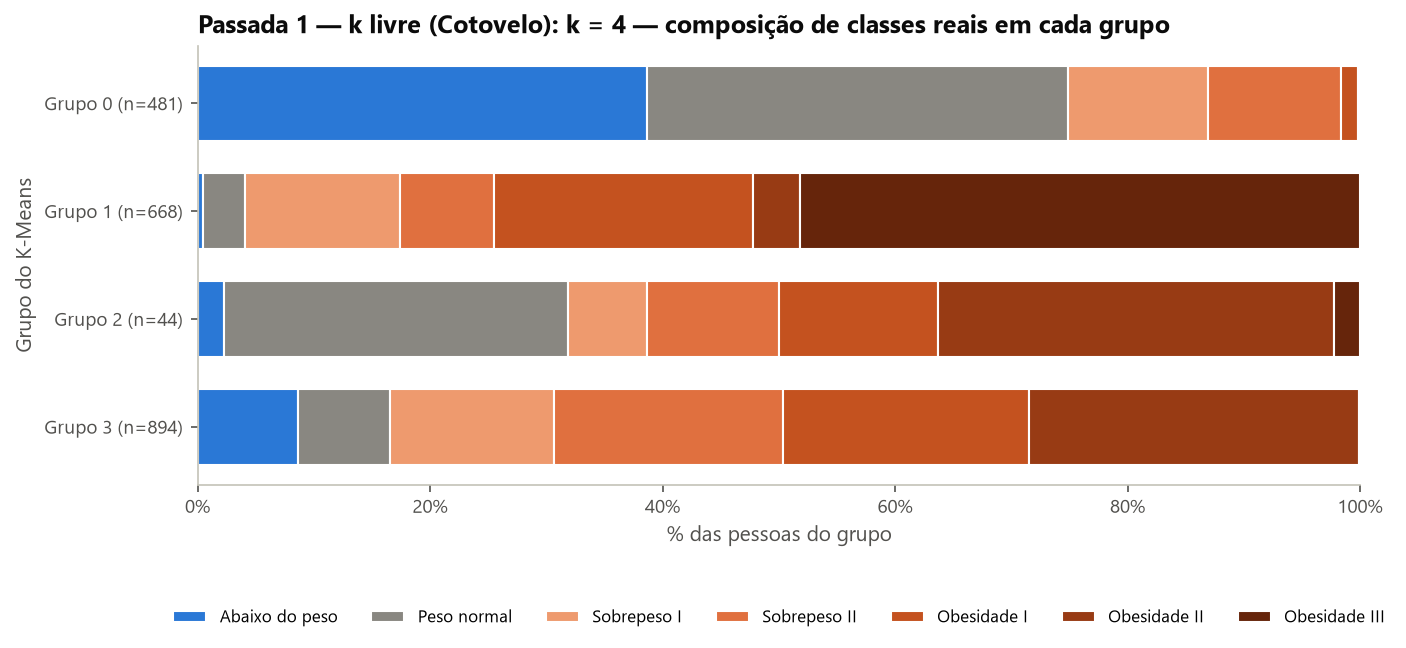 Passada 1 — k livre (Cotovelo): k = 4 — composição de classes reais em cada grupo
Grupo do K-Means
Grupo 0 (n=481)
Grupo 1 (n=668)
Grupo 2 (n=44)
Grupo 3 (n=894)
0% 20% 40% 60% 80% 100%
% das pessoas do grupo
Abaixo do peso Peso normal Sobrepeso I Sobrepeso II Obesidade I Obesidade II Obesidade III